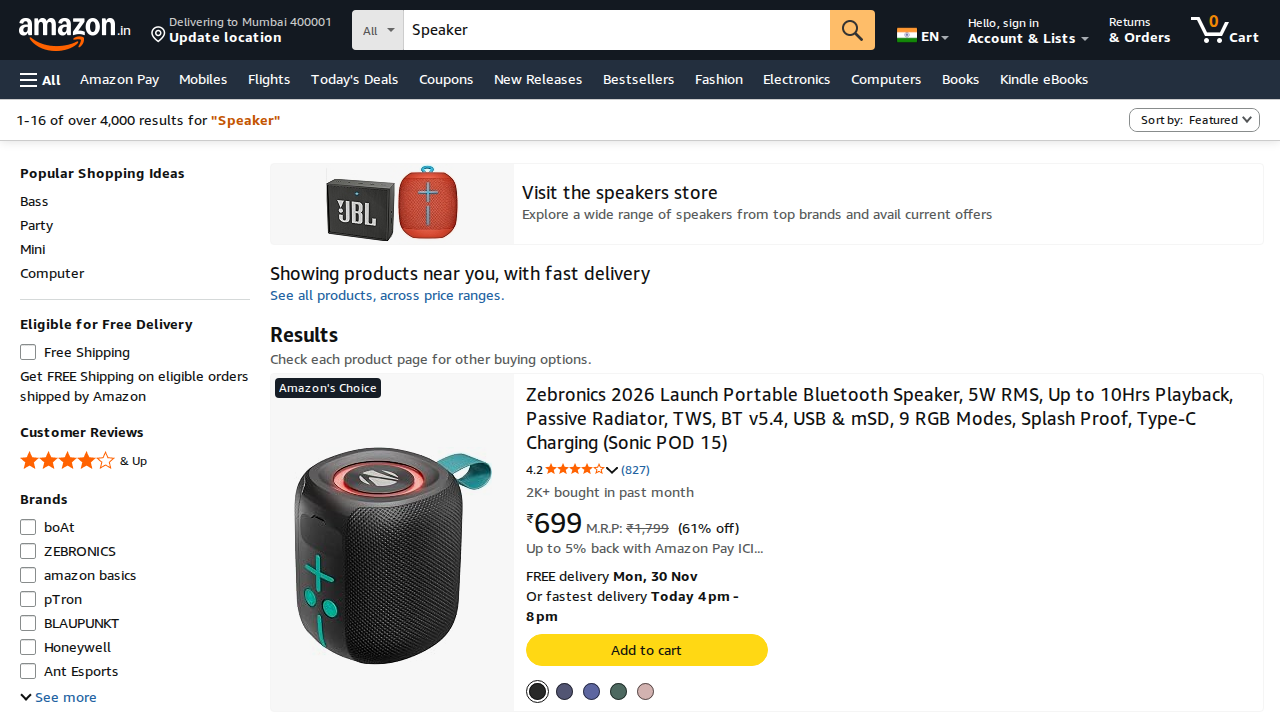 amazon.in
Delivering to Mumbai 400001
Update location
All
Speaker
EN
Hello, sign in
Account & Lists
Returns
& Orders
0
Cart
All
Amazon Pay
Mobiles
Flights
Today's Deals
Coupons
New Releases
Bestsellers
Fashion
Electronics
Computers
Books
Kindle eBooks
1-16 of over 4,000 results for "Speaker"
Sort by: Featured
Popular Shopping Ideas
Bass
Party
Mini
Computer
Eligible for Free Delivery
Free Shipping
Get FREE Shipping on eligible orders
shipped by Amazon
Customer Reviews
& Up
Brands
boAt
ZEBRONICS
amazon basics
pTron
BLAUPUNKT
Honeywell
Ant Esports
See more
JBL
Visit the speakers store
Explore a wide range of speakers from top brands and avail current offers
Showing products near you, with fast delivery
See all products, across price ranges.
Results
Check each product page for other buying options.
Amazon's Choice
Zebronics 2026 Launch Portable Bluetooth Speaker, 5W RMS, Up to 10Hrs Playback,
Passive Radiator, TWS, BT v5.4, USB & mSD, 9 RGB Modes, Splash Proof, Type-C
Charging (Sonic POD 15)
4.2 (827)
2K+ bought in past month
₹699 M.R.P: ₹1,799 (61% off)
Up to 5% back with Amazon Pay ICI...
FREE delivery Mon, 30 Nov
Or fastest delivery Today 4 pm -
8 pm
Add to cart